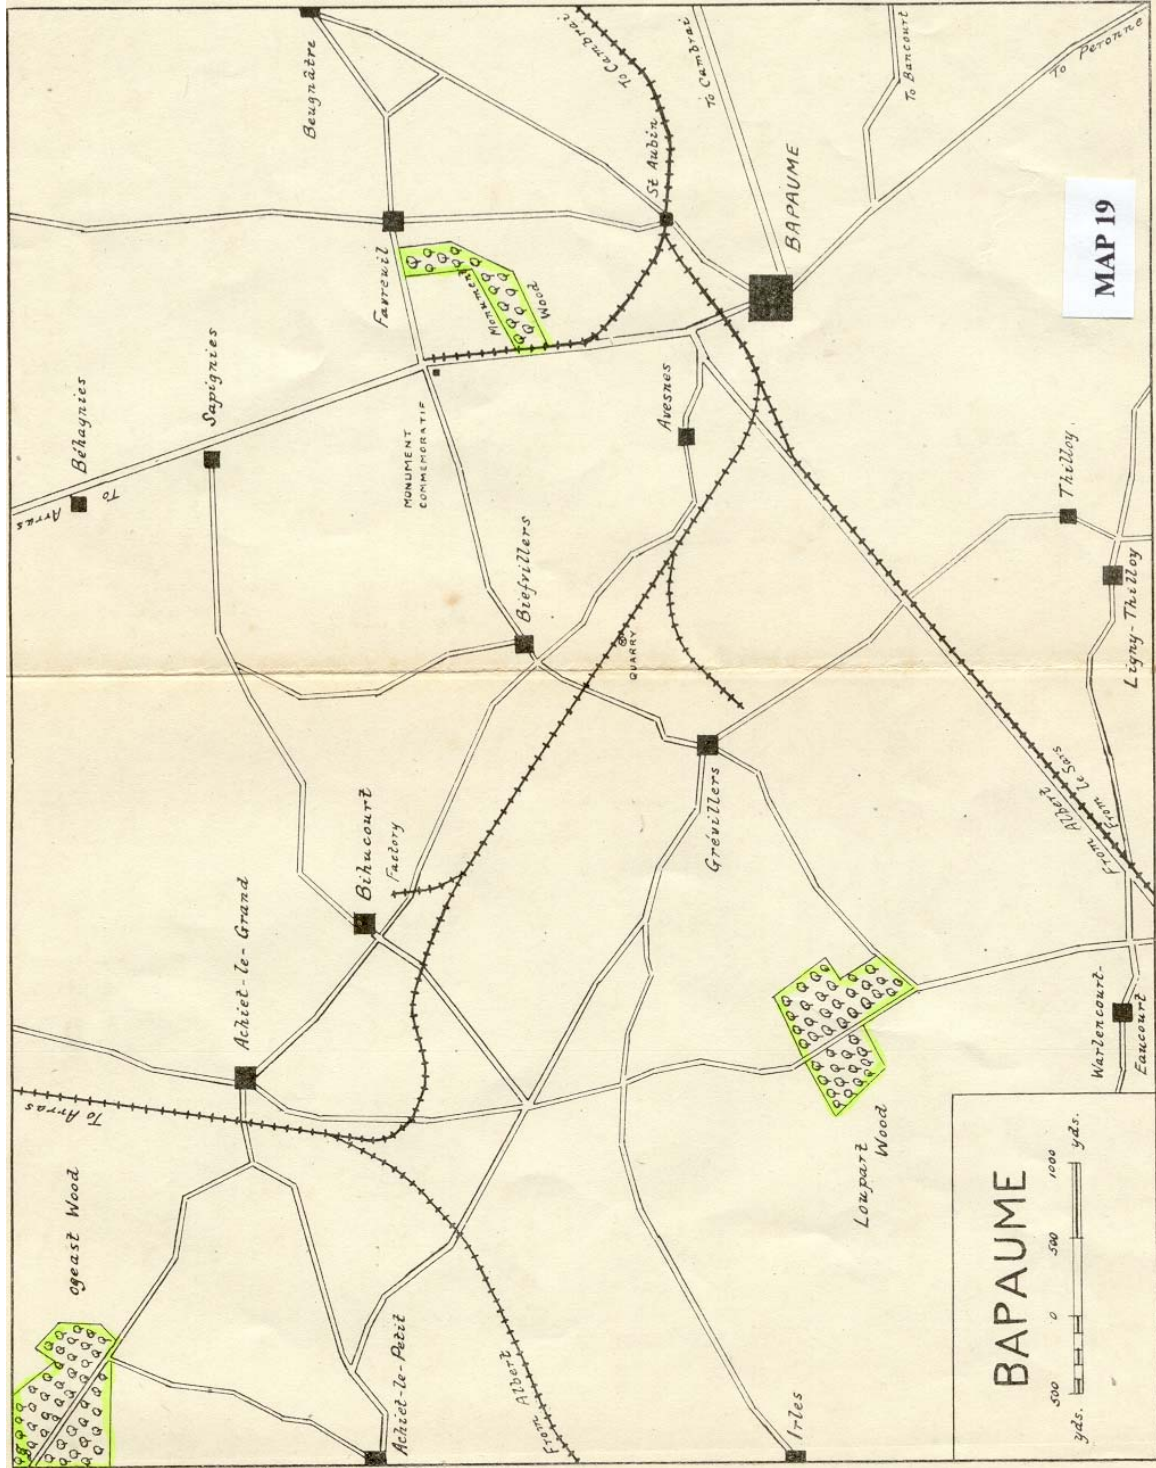 Beugnâtre
To Cambrai
To Cambrai
To Bancourt
To Peronne
St Aubin
BAPAUME
MAP 19
Favreuil
Monument
Wood
Sapignies
Béhagnies
To
Arras
MONUMENT
COMMEMORATIF
Avesnes
Thilloy
Ligny-Thilloy
Biefvillers
QUARRY
From Albert
From Le Sars
Grévillers
Bihucourt
Factory
Achiet-le-Grand
To Arras
Warlencourt-
Eaucourt
Loupart
Wood
ogeast Wood
Achiet-le-Petit
From Albert
Irles
BAPAUME
yds. 500 0 500 1000 yds.